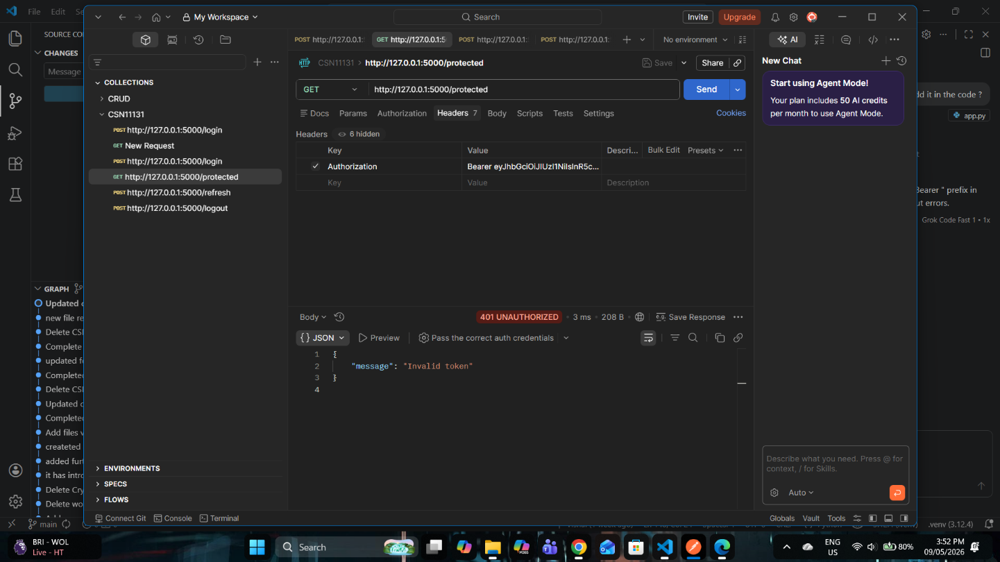 File Edit Se
My Workspace
Search
Invite
Upgrade
SOURCE CO
CHANGES
Message
GRAPH
Updated c
new file re
Delete CS
Complete
updated fo
Completed
Delete CSI
Updated c
Completed
Add files v
createted
added furt
it has intro
Delete Cry
Delete wo
main
COLLECTIONS
CRUD
CSN11131
POST http://127.0.0.1:5000/login
GET New Request
POST http://127.0.0.1:5000/login
GET http://127.0.0.1:5000/protected
POST http://127.0.0.1:5000/refresh
POST http://127.0.0.1:5000/logout
ENVIRONMENTS
SPECS
FLOWS
Connect Git Console Terminal
POST http://127.0.0.1: GET http://127.0.0.1:5 POST http://127.0.0.1: POST http://127.0.0.1:
No environment
HTTP CSN11131 > http://127.0.0.1:5000/protected
Save Share
GET http://127.0.0.1:5000/protected
Send
Docs Params Authorization Headers 7 Body Scripts Tests Settings
Cookies
Headers 6 hidden
Key Value Descri... Bulk Edit Presets
Authorization Bearer eyJhbGciOiJIUzI1NiIsInR5c...
Key Value Description
Body 401 UNAUTHORIZED • 3 ms • 208 B • e.g. Save Response
{} JSON Preview Pass the correct auth credentials
1 {
2 "message": "Invalid token"
3 }
4
AI
New Chat
Start using Agent Mode!
Your plan includes 50 AI credits
per month to use Agent Mode.
Describe what you need. Press @ for
context, / for Skills.
Auto
Globals Vault Tools
dd it in the code ?
app.py
Bearer " prefix in
ut errors.
Grok Code Fast 1 • 1x
.venv (3.12.4)
BRI - WOL
Live - HT
Search
ENG
US
80%
3:52 PM
09/05/2026